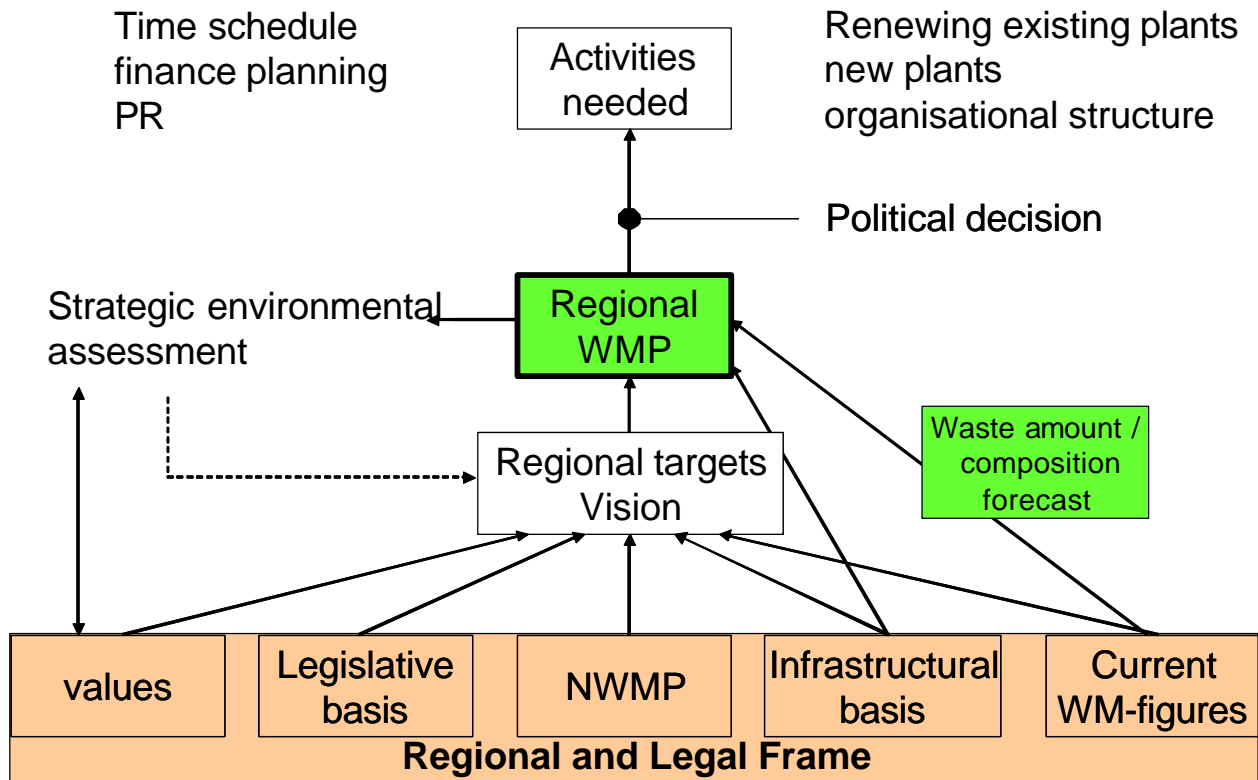 Time schedule
finance planning
PR
Activities
needed
Renewing existing plants
new plants
organisational structure
Political decision
Strategic environmental
assessment
Regional
WMP
Waste amount /
composition
forecast
Regional targets
Vision
values
Legislative
basis
NWMP
Infrastructural
basis
Current
WM-figures
Regional and Legal Frame